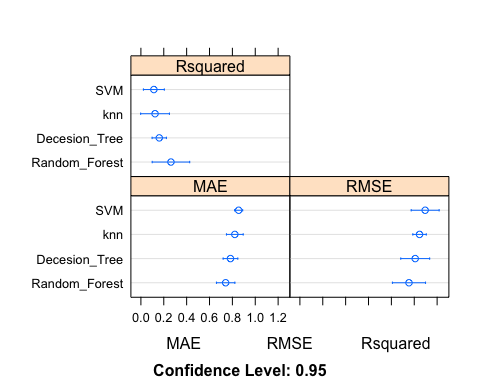 Rsquared
SVM
knn
Decesion_Tree
Random_Forest
MAE RMSE
SVM
knn
Decesion_Tree
Random_Forest
0.0 0.2 0.4 0.6 0.8 1.0 1.2
MAE RMSE Rsquared
Confidence Level: 0.95